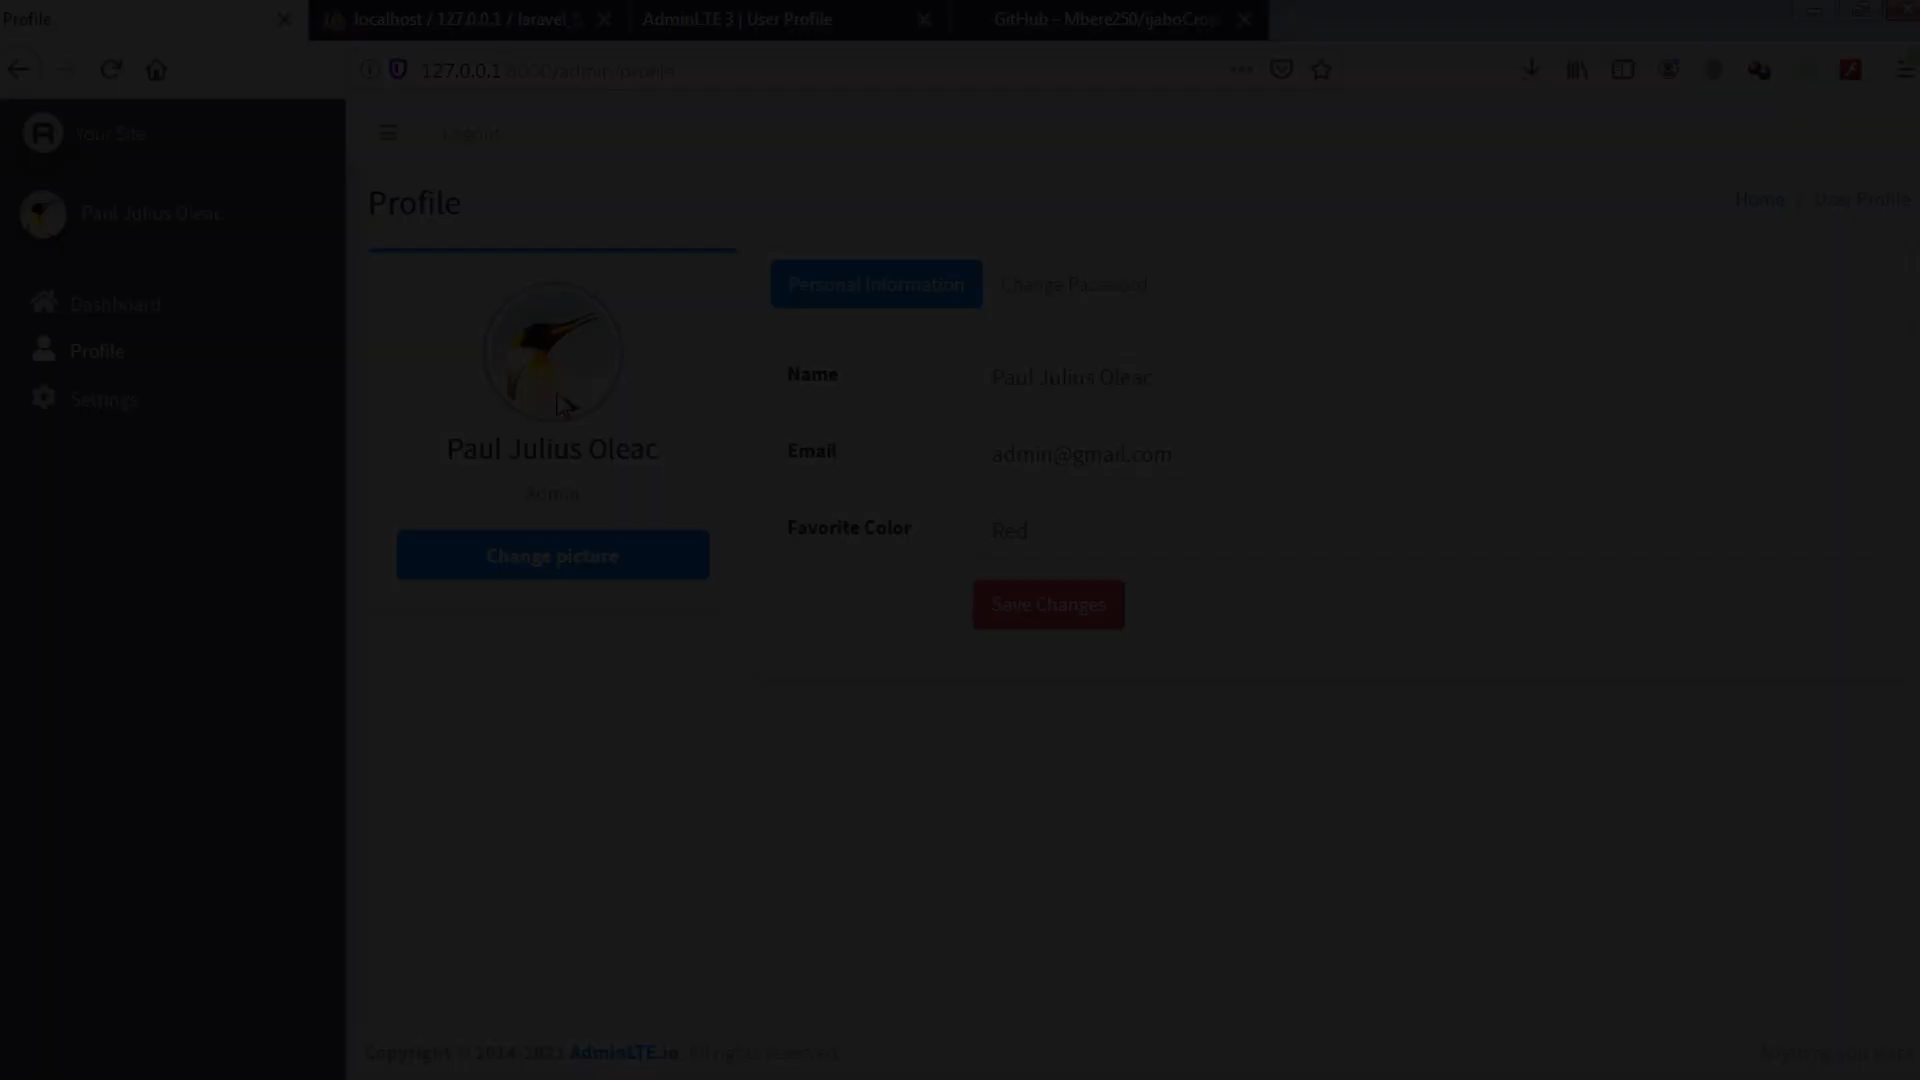 Profile
localhost / 127.0.0.1 / laravel
AdminLTE 3 | User Profile
GitHub - Mbere250/ijaboCrop
127.0.0.1:8000/admin/profile
Your Site
Logout
Profile
Home / User Profile
Paul Julius Oleac
Dashboard
Profile
Settings
Paul Julius Oleac
Admin
Change picture
Personal Information
Change Password
Name
Paul Julius Oleac
Email
admin@gmail.com
Favorite Color
Red
Save Changes
Copyright © 2014-2021 AdminLTE.io. All rights reserved.
Anything you want